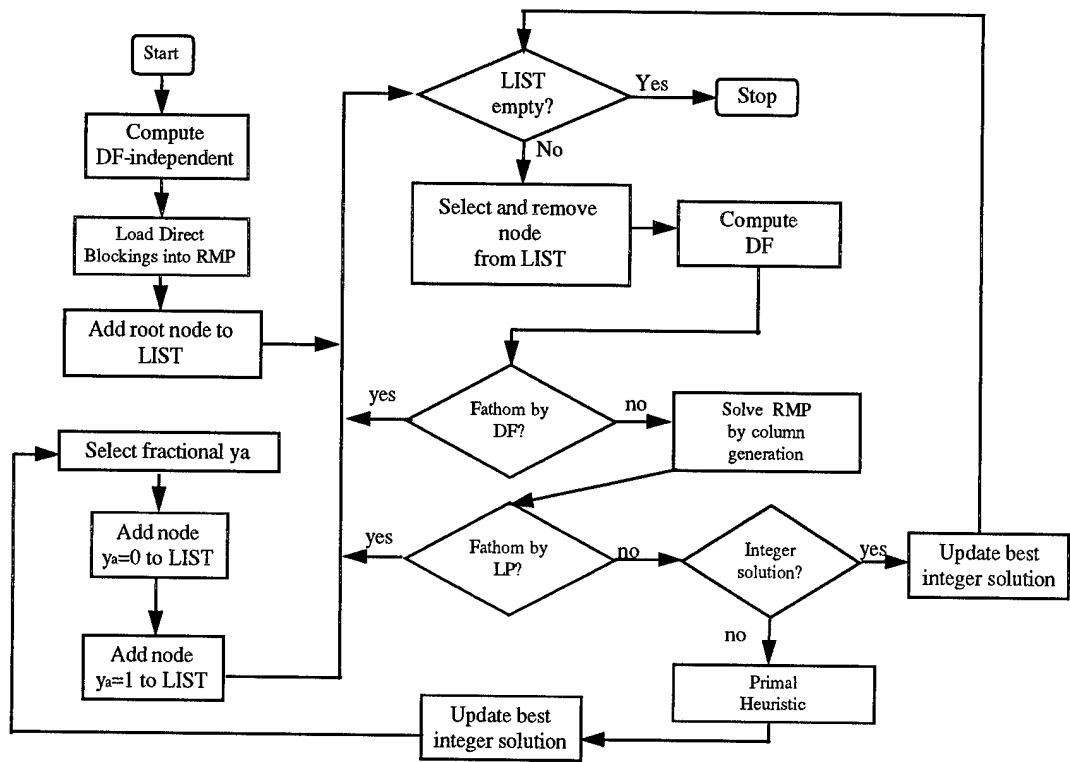 Start
Compute
DF-independent
Load Direct
Blockings into RMP
Add root node to
LIST
LIST
empty?
Yes
Stop
No
Select and remove
node
from LIST
Compute
DF
yes
Fathom by
DF?
no
Solve RMP
by column
generation
yes
Fathom by
LP?
no
Integer
solution?
yes
Update best
integer solution
no
Primal
Heuristic
Update best
integer solution
Select fractional ya
Add node
ya=0 to LIST
Add node
ya=1 to LIST